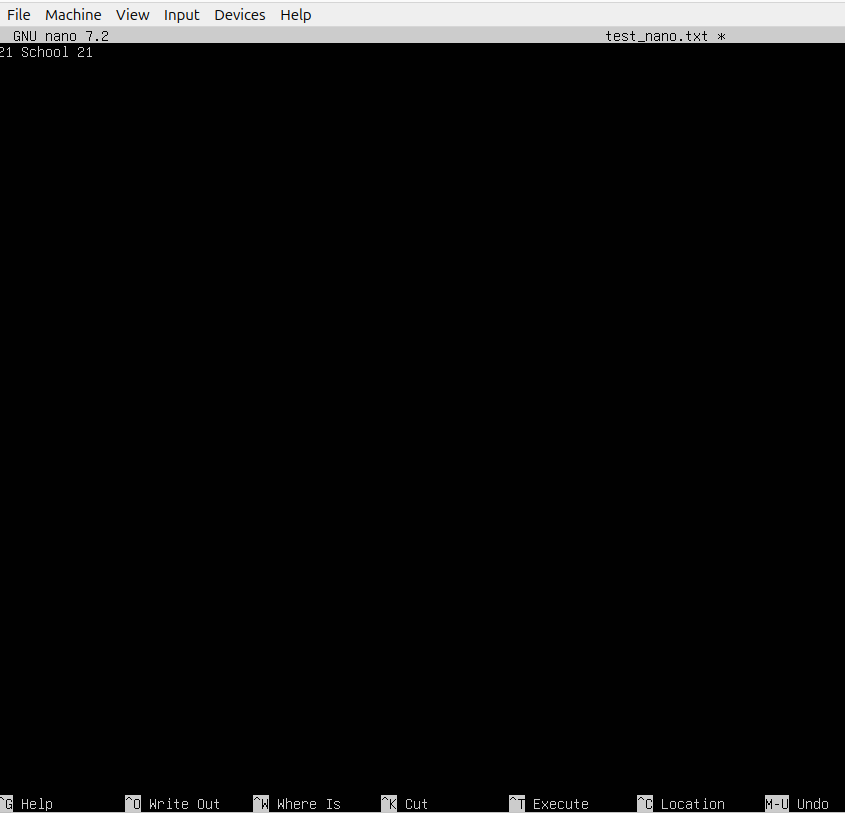 File Machine View Input Devices Help
GNU nano 7.2 test_nano.txt *
21 School 21
^G Help ^O Write Out ^W Where Is ^K Cut ^T Execute ^C Location M-U Undo